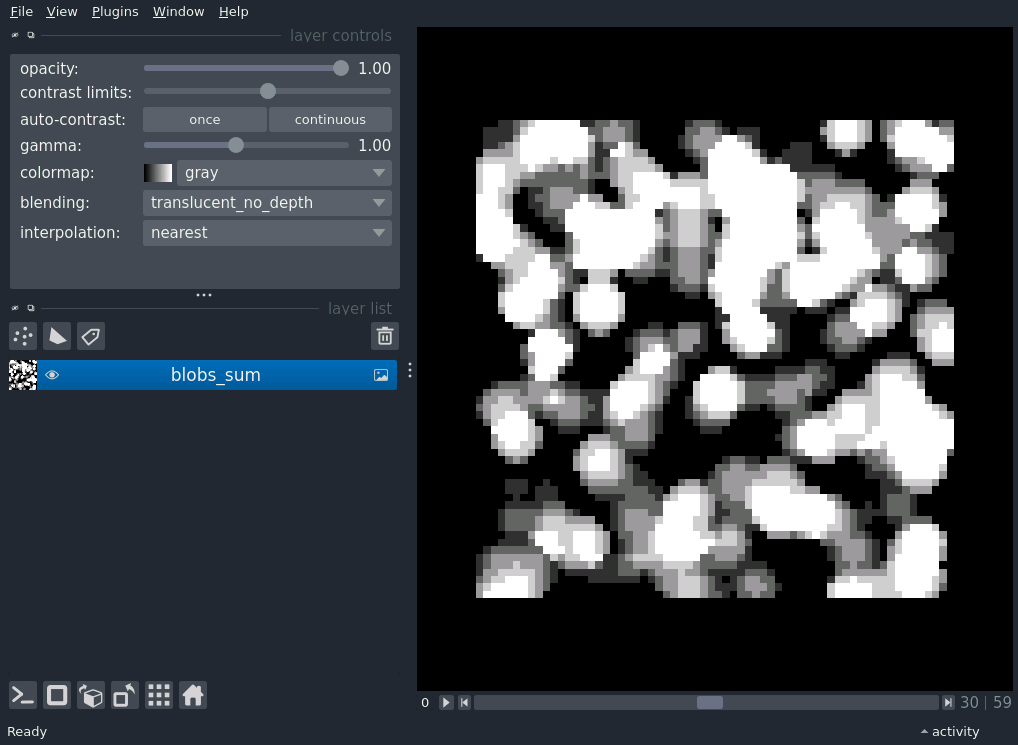 File View Plugins Window Help
layer controls
opacity: 1.00
contrast limits:
auto-contrast: once continuous
gamma: 1.00
colormap: gray
blending: translucent_no_depth
interpolation: nearest
layer list
blobs_sum
0 30 59
Ready activity